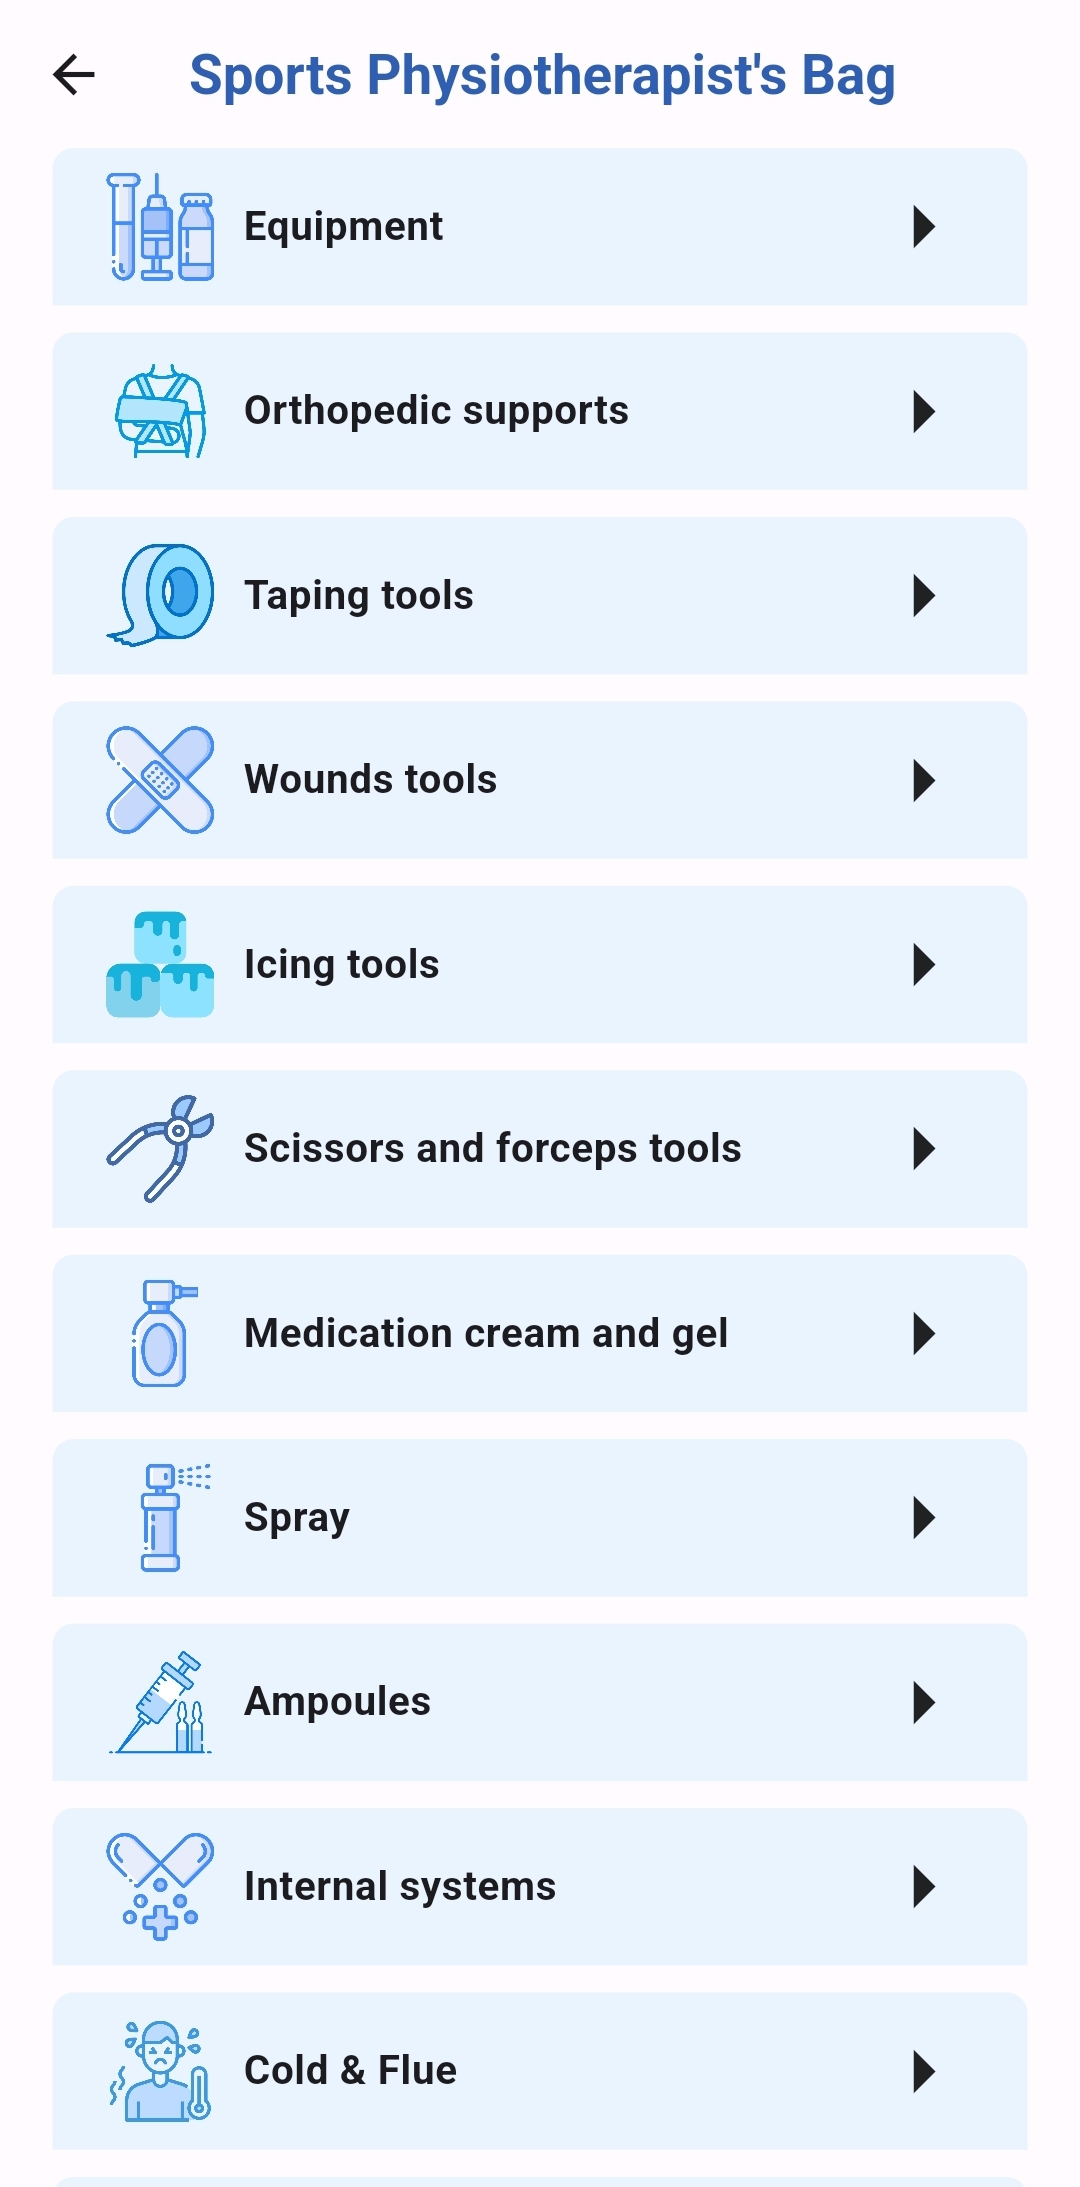 Sports Physiotherapist's Bag
Equipment
Orthopedic supports
Taping tools
Wounds tools
Icing tools
Scissors and forceps tools
Medication cream and gel
Spray
Ampoules
Internal systems
Cold & Flue